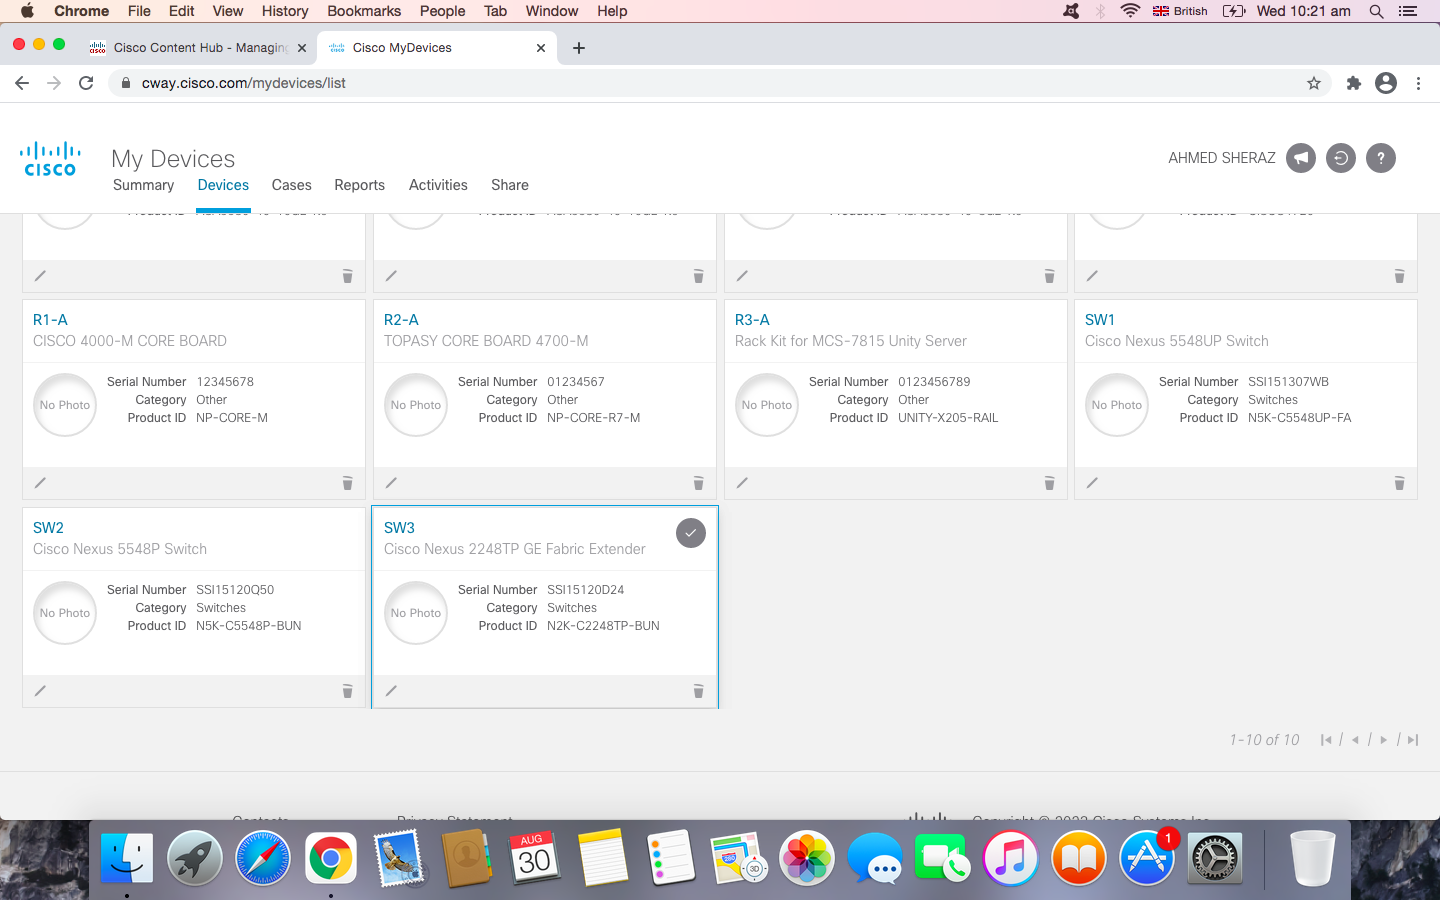 Chrome File Edit View History Bookmarks People Tab Window Help British Wed 10:21 am
Cisco Content Hub - Managing Cisco MyDevices
cway.cisco.com/mydevices/list
CISCO My Devices AHMED SHERAZ ?
Summary Devices Cases Reports Activities Share
R1-A
CISCO 4000-M CORE BOARD
No Photo
Serial Number 12345678
Category Other
Product ID NP-CORE-M
R2-A
TOPASY CORE BOARD 4700-M
No Photo
Serial Number 01234567
Category Other
Product ID NP-CORE-R7-M
R3-A
Rack Kit for MCS-7815 Unity Server
No Photo
Serial Number 0123456789
Category Other
Product ID UNITY-X205-RAIL
SW1
Cisco Nexus 5548UP Switch
No Photo
Serial Number SSI151307WB
Category Switches
Product ID N5K-C5548UP-FA
SW2
Cisco Nexus 5548P Switch
No Photo
Serial Number SSI15120Q50
Category Switches
Product ID N5K-C5548P-BUN
SW3
Cisco Nexus 2248TP GE Fabric Extender
No Photo
Serial Number SSI15120D24
Category Switches
Product ID N2K-C2248TP-BUN
1-10 of 10
AUG
30
3D
1